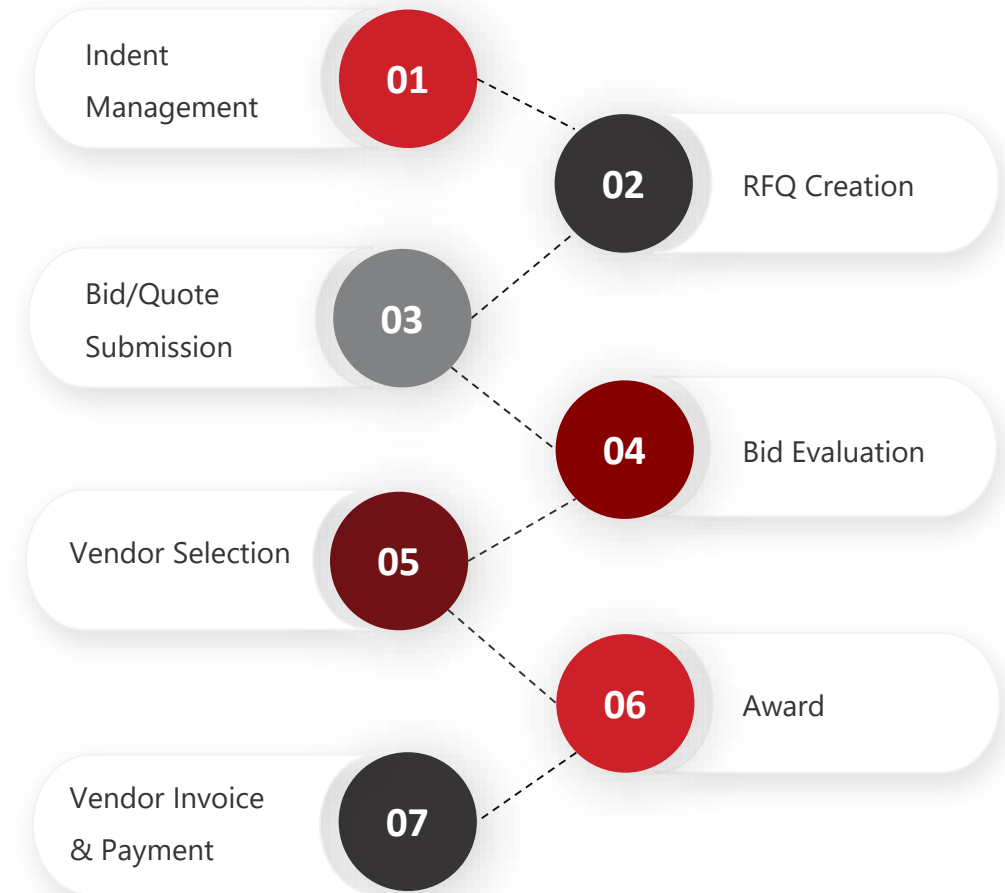 Indent
Management
01
02
RFQ Creation
Bid/Quote
Submission
03
04
Bid Evaluation
Vendor Selection
05
06
Award
Vendor Invoice
& Payment
07